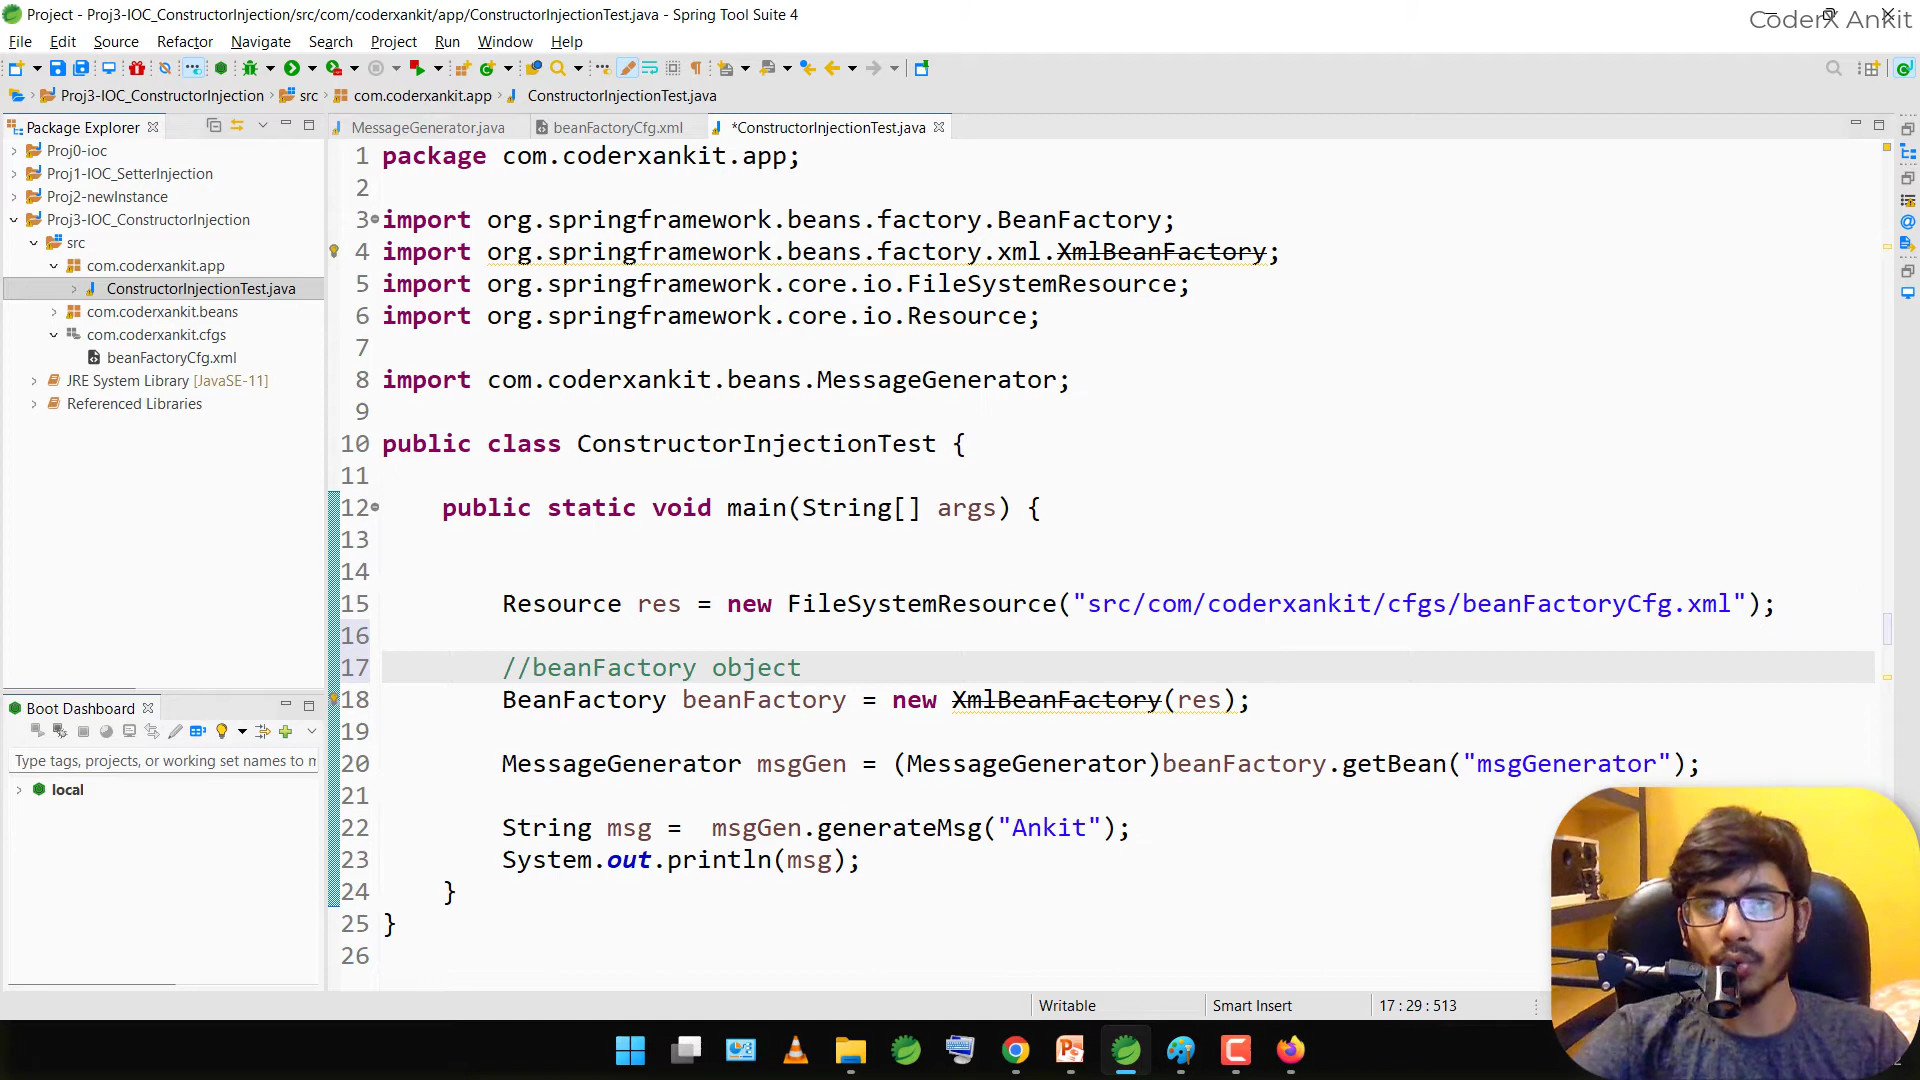 Project - Proj3-IOC_ConstructorInjection/src/com/coderxankit/app/ConstructorInjectionTest.java - Spring Tool Suite 4
CoderX Ankit
File Edit Source Refactor Navigate Search Project Run Window Help
Proj3-IOC_ConstructorInjection src com.coderxankit.app ConstructorInjectionTest.java
Package Explorer
Proj0-ioc
Proj1-IOC_SetterInjection
Proj2-newInstance
Proj3-IOC_ConstructorInjection
src
com.coderxankit.app
ConstructorInjectionTest.java
com.coderxankit.beans
com.coderxankit.cfgs
beanFactoryCfg.xml
JRE System Library [JavaSE-11]
Referenced Libraries
Boot Dashboard
Type tags, projects, or working set names to m
local
MessageGenerator.java beanFactoryCfg.xml *ConstructorInjectionTest.java
1 package com.coderxankit.app;
2
3 import org.springframework.beans.factory.BeanFactory;
4 import org.springframework.beans.factory.xml.XmlBeanFactory;
5 import org.springframework.core.io.FileSystemResource;
6 import org.springframework.core.io.Resource;
7
8 import com.coderxankit.beans.MessageGenerator;
9
10 public class ConstructorInjectionTest {
11
12 public static void main(String[] args) {
13
14
15 Resource res = new FileSystemResource("src/com/coderxankit/cfgs/beanFactoryCfg.xml");
16
17 //beanFactory object
18 BeanFactory beanFactory = new XmlBeanFactory(res);
19
20 MessageGenerator msgGen = (MessageGenerator)beanFactory.getBean("msgGenerator");
21
22 String msg = msgGen.generateMsg("Ankit");
23 System.out.println(msg);
24 }
25 }
26
Writable Smart Insert 17 : 29 : 513